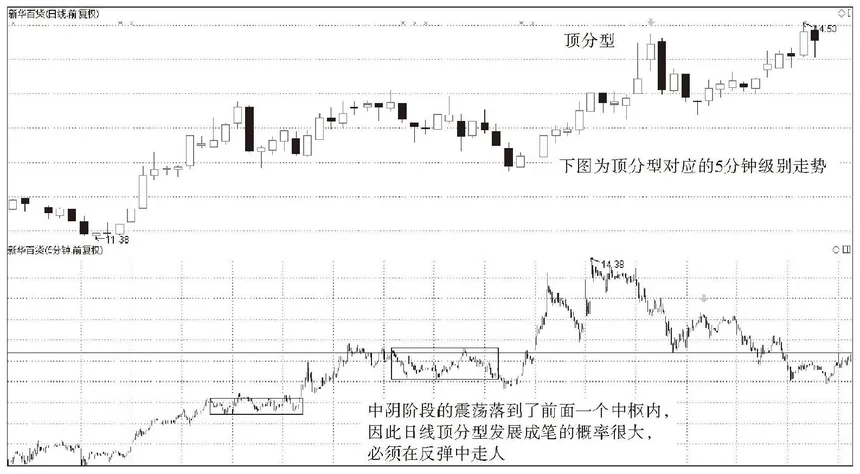 新华百货(日线.前复权)
14.53
顶分型
下图为顶分型对应的5分钟级别走势
11.38
新华百货(5分钟.前复权)
14.38
中阴阶段的震荡落到了前面一个中枢内，
因此日线顶分型发展成笔的概率很大，
必须在反弹中走人